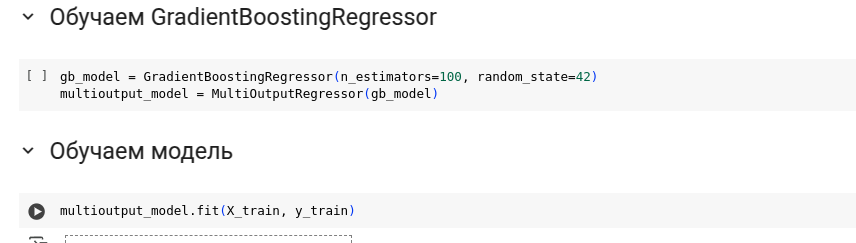 Обучаем GradientBoostingRegressor
[ ] gb_model = GradientBoostingRegressor(n_estimators=100, random_state=42)
multioutput_model = MultiOutputRegressor(gb_model)
Обучаем модель
multioutput_model.fit(X_train, y_train)